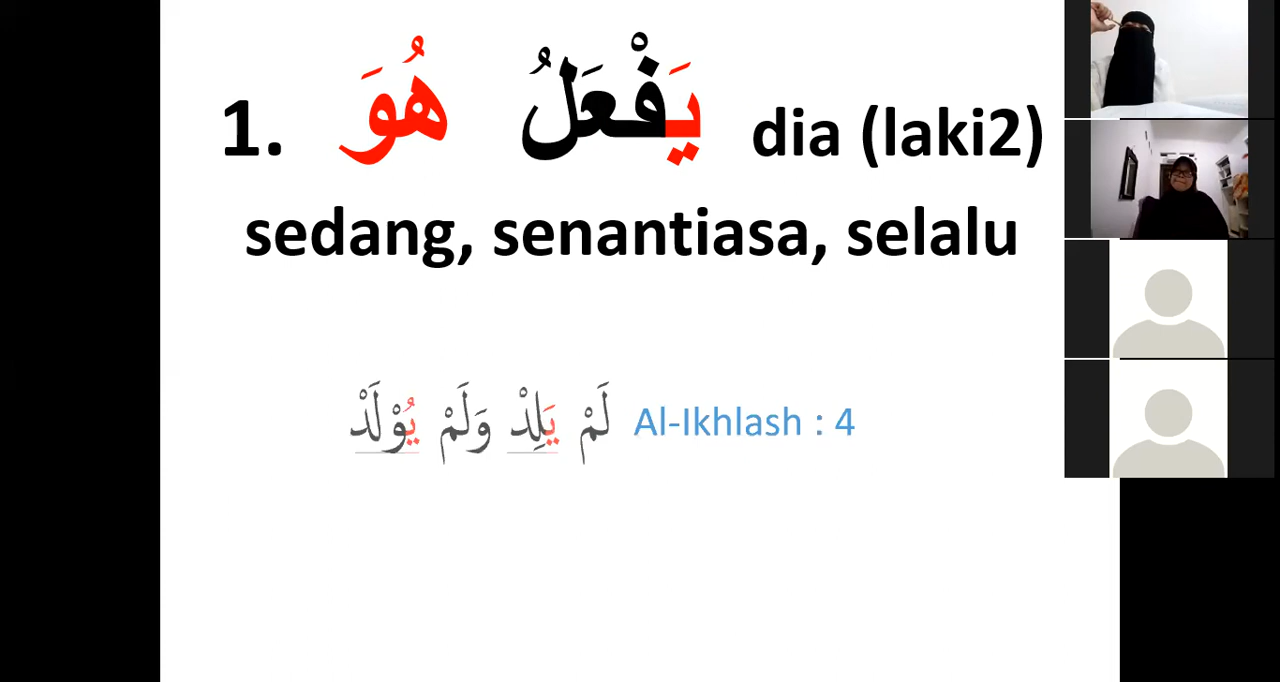 1. هُوَ يَفْعَلُ dia (laki2)
sedang, senantiasa, selalu
لَمْ يَلِدْ وَلَمْ يُوْلَدْ Al-Ikhlash : 4